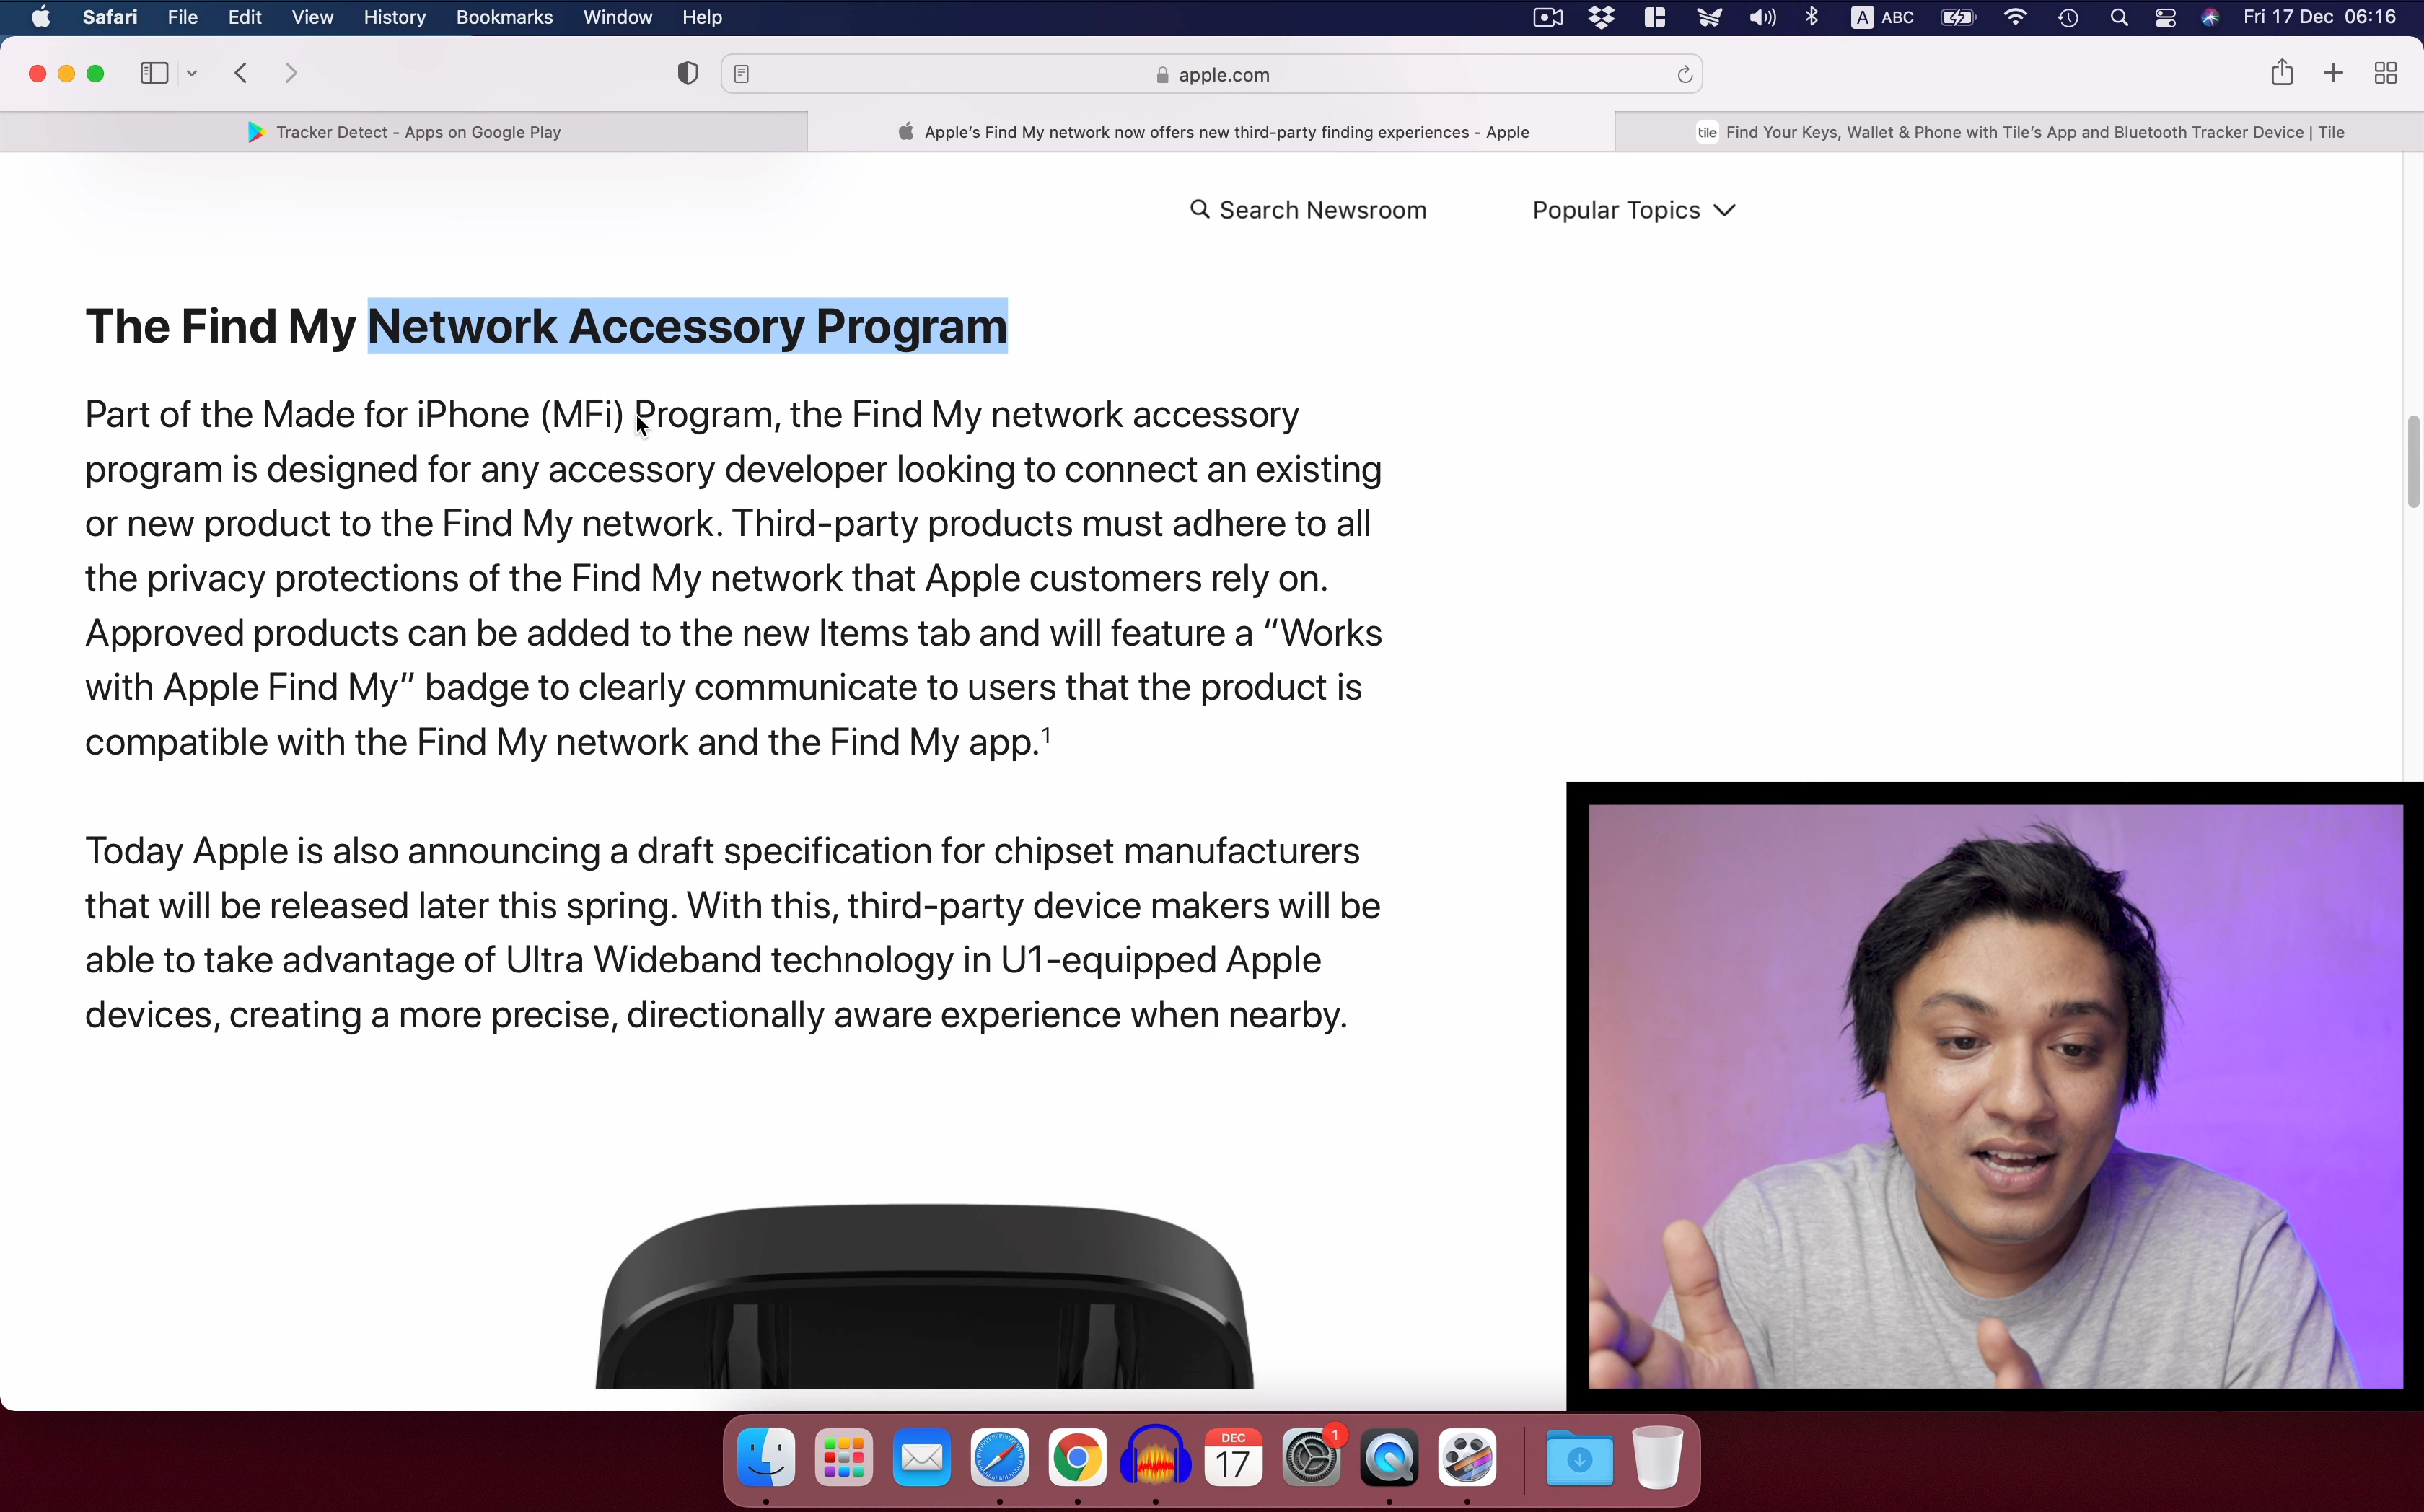 Safari File Edit View History Bookmarks Window Help A ABC Fri 17 Dec 06:16
apple.com
Tracker Detect - Apps on Google Play
Apple's Find My network now offers new third-party finding experiences - Apple
tile Find Your Keys, Wallet & Phone with Tile's App and Bluetooth Tracker Device | Tile
Search Newsroom Popular Topics
The Find My Network Accessory Program
Part of the Made for iPhone (MFi) Program, the Find My network accessory
program is designed for any accessory developer looking to connect an existing
or new product to the Find My network. Third-party products must adhere to all
the privacy protections of the Find My network that Apple customers rely on.
Approved products can be added to the new Items tab and will feature a “Works
with Apple Find My” badge to clearly communicate to users that the product is
compatible with the Find My network and the Find My app.¹
Today Apple is also announcing a draft specification for chipset manufacturers
that will be released later this spring. With this, third-party device makers will be
able to take advantage of Ultra Wideband technology in U1-equipped Apple
devices, creating a more precise, directionally aware experience when nearby.
DEC
17
1